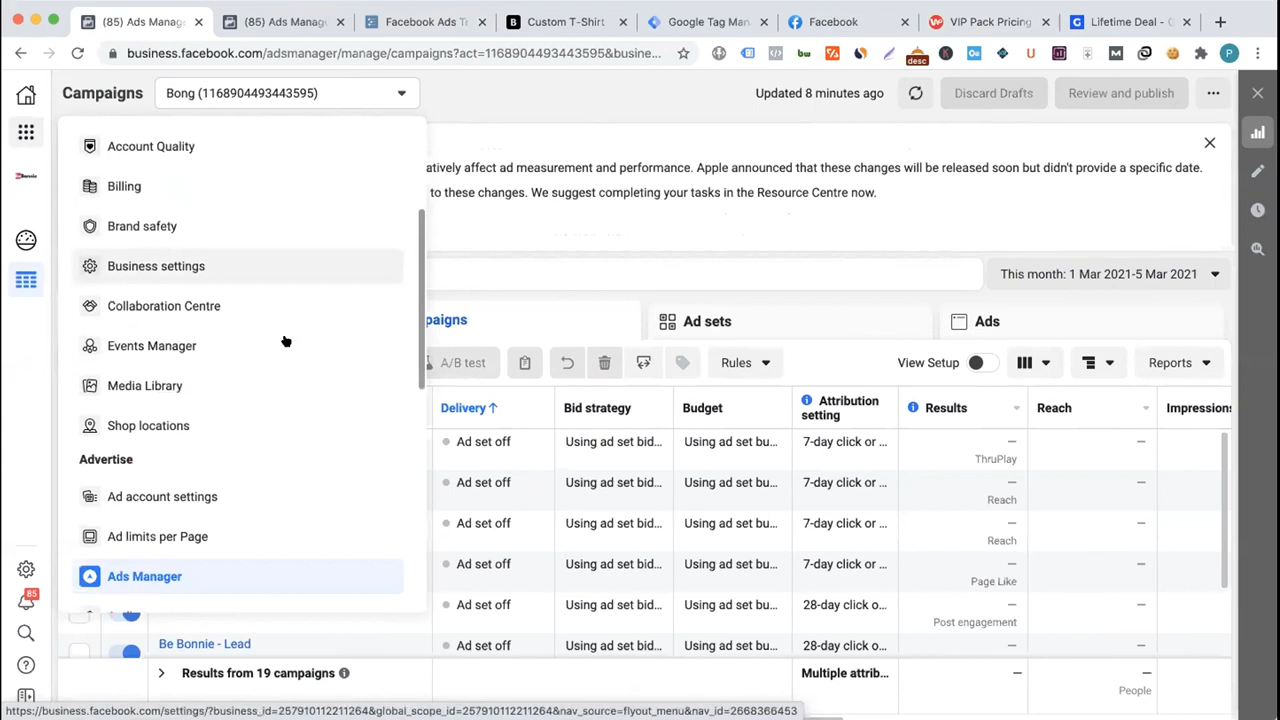 (85) Ads Manager
(85) Ads Manag
Facebook Ads Te
Custom T-Shirt
Google Tag Man
Facebook
VIP Pack Pricing
Lifetime Deal - G
business.facebook.com/adsmanager/manage/campaigns?act=1168904493443595&busine...
desc
P
Campaigns
Bong (1168904493443595)
Updated 8 minutes ago
Discard Drafts
Review and publish
Account Quality
Billing
Brand safety
Business settings
Collaboration Centre
Events Manager
Media Library
Shop locations
Advertise
Ad account settings
Ad limits per Page
Ads Manager
atively affect ad measurement and performance. Apple announced that these changes will be released soon but didn't provide a specific date.
to these changes. We suggest completing your tasks in the Resource Centre now.
This month: 1 Mar 2021-5 Mar 2021
paigns
Ad sets
Ads
A/B test
Rules
View Setup
Reports
Delivery ↑
Bid strategy
Budget
Attribution setting
Results
Reach
Impressions
Ad set off
Using ad set bid...
Using ad set bu...
7-day click or ...
—
—
ThruPlay
Ad set off
Using ad set bid...
Using ad set bu...
7-day click or ...
—
—
Reach
Ad set off
Using ad set bid...
Using ad set bu...
7-day click or ...
—
—
Reach
Ad set off
Using ad set bid...
Using ad set bu...
7-day click or ...
—
—
Page Like
Ad set off
Using ad set bid...
Using ad set bu...
28-day click o...
—
—
Post engagement
Be Bonnie - Lead
Ad set off
Using ad set bid...
Using ad set bu...
28-day click o...
—
—
Results from 19 campaigns
Multiple attrib...
—
—
People
85
https://business.facebook.com/settings/?business_id=257910112211264&global_scope_id=257910112211264&nav_source=flyout_menu&nav_id=2668366453